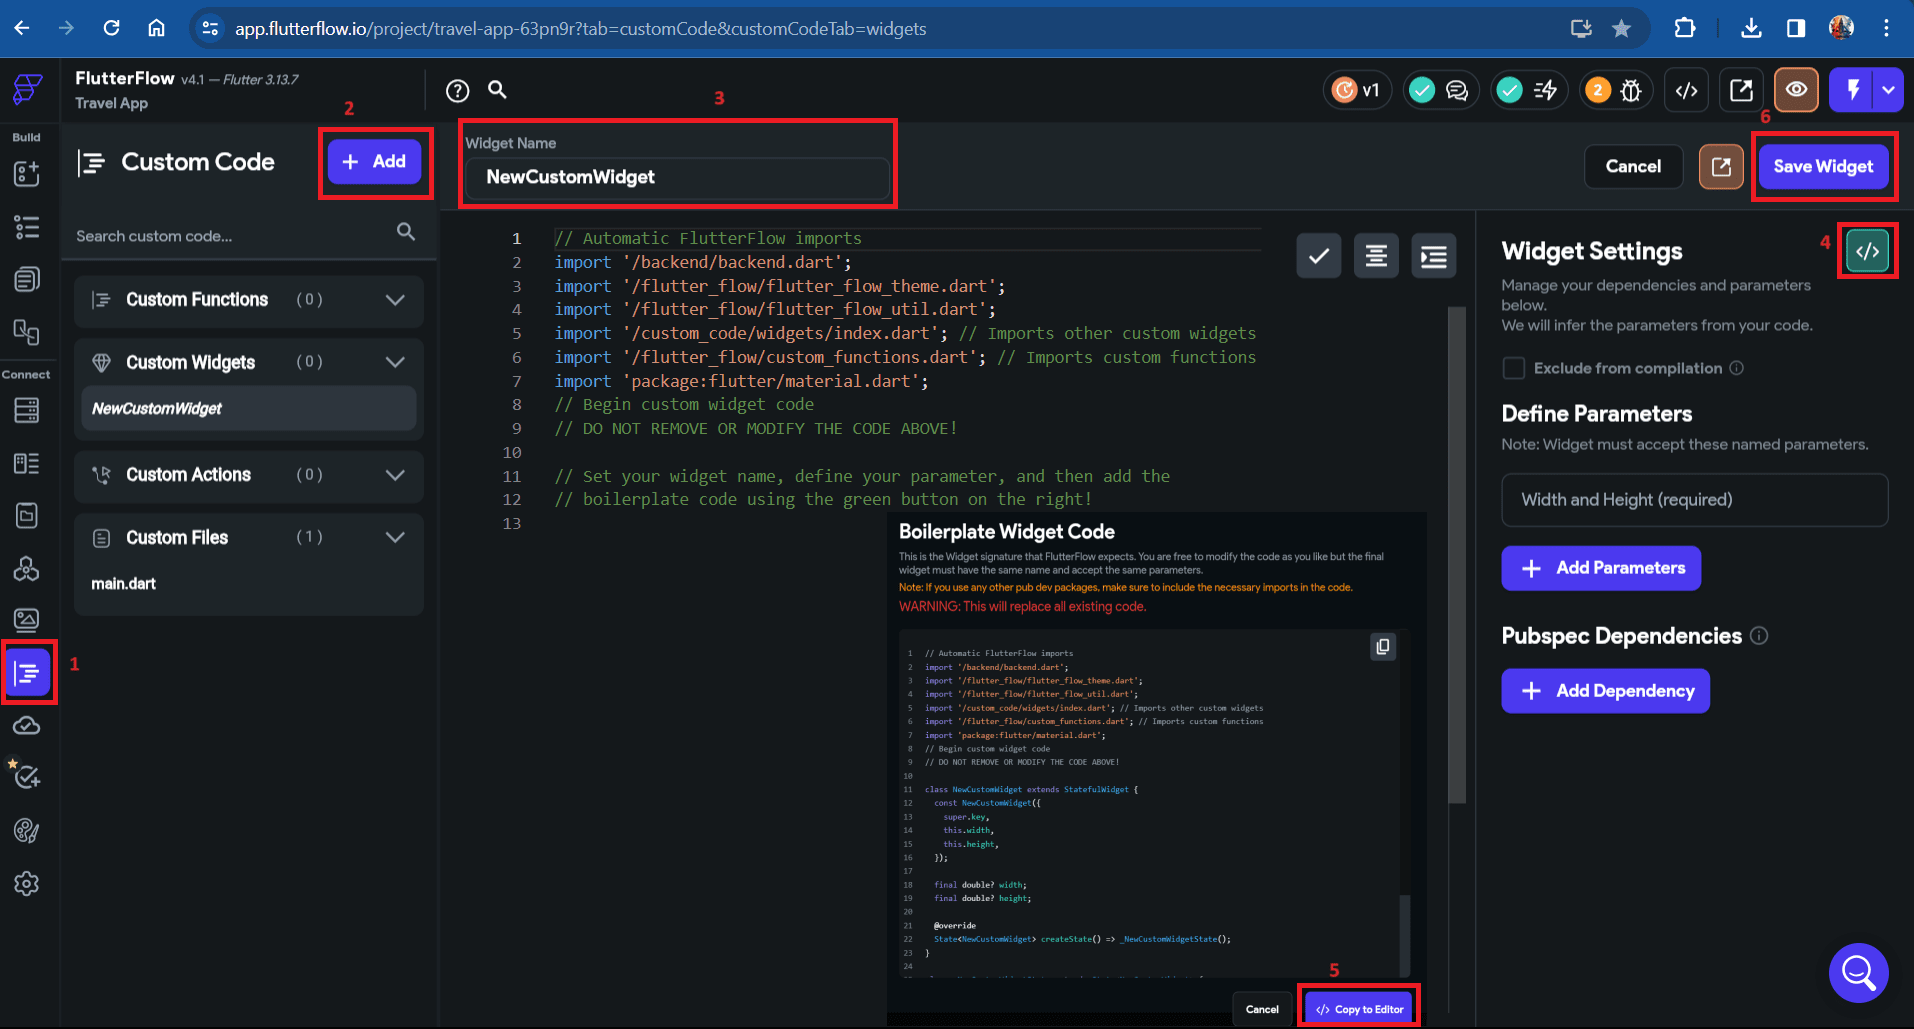 app.flutterflow.io/project/travel-app-63pn9r?tab=customCode&customCodeTab=widgets
FlutterFlow v4.1 — Flutter 3.13.7
Travel App
v1
2
Build
Connect
1
2
3
6
Custom Code
+ Add
Search custom code...
Custom Functions (0)
Custom Widgets (0)
NewCustomWidget
Custom Actions (0)
Custom Files (1)
main.dart
Widget Name
NewCustomWidget
Cancel
Save Widget
1 // Automatic FlutterFlow imports
2 import '/backend/backend.dart';
3 import '/flutter_flow/flutter_flow_theme.dart';
4 import '/flutter_flow/flutter_flow_util.dart';
5 import '/custom_code/widgets/index.dart'; // Imports other custom widgets
6 import '/flutter_flow/custom_functions.dart'; // Imports custom functions
7 import 'package:flutter/material.dart';
8 // Begin custom widget code
9 // DO NOT REMOVE OR MODIFY THE CODE ABOVE!
10
11 // Set your widget name, define your parameter, and then add the
12 // boilerplate code using the green button on the right!
13
Boilerplate Widget Code
This is the Widget signature that FlutterFlow expects. You are free to modify the code as you like but the final
widget must have the same name and accept the same parameters.
Note: If you use any other pub dev packages, make sure to include the necessary imports in the code.
WARNING: This will replace all existing code.
1 // Automatic FlutterFlow imports
2 import '/backend/backend.dart';
3 import '/flutter_flow/flutter_flow_theme.dart';
4 import '/flutter_flow/flutter_flow_util.dart';
5 import '/custom_code/widgets/index.dart'; // Imports other custom widgets
6 import '/flutter_flow/custom_functions.dart'; // Imports custom functions
7 import 'package:flutter/material.dart';
8 // Begin custom widget code
9 // DO NOT REMOVE OR MODIFY THE CODE ABOVE!
10
11 class NewCustomWidget extends StatefulWidget {
12 const NewCustomWidget({
13 super.key,
14 this.width,
15 this.height,
16 });
17
18 final double? width;
19 final double? height;
20
21 @override
22 State<NewCustomWidget> createState() => _NewCustomWidgetState();
23 }
24
5
Cancel
</> Copy to Editor
Widget Settings
4
</>
Manage your dependencies and parameters
below.
We will infer the parameters from your code.
Exclude from compilation
Define Parameters
Note: Widget must accept these named parameters.
Width and Height (required)
+ Add Parameters
Pubspec Dependencies
+ Add Dependency